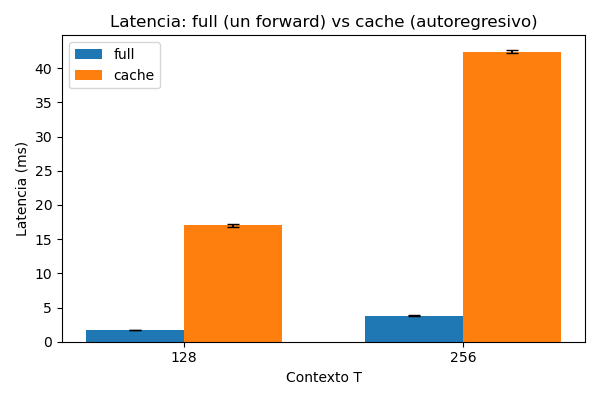 Latencia: full (un forward) vs cache (autoregresivo)
full
cache
Latencia (ms)
40
35
30
25
20
15
10
5
0
128
256
Contexto T